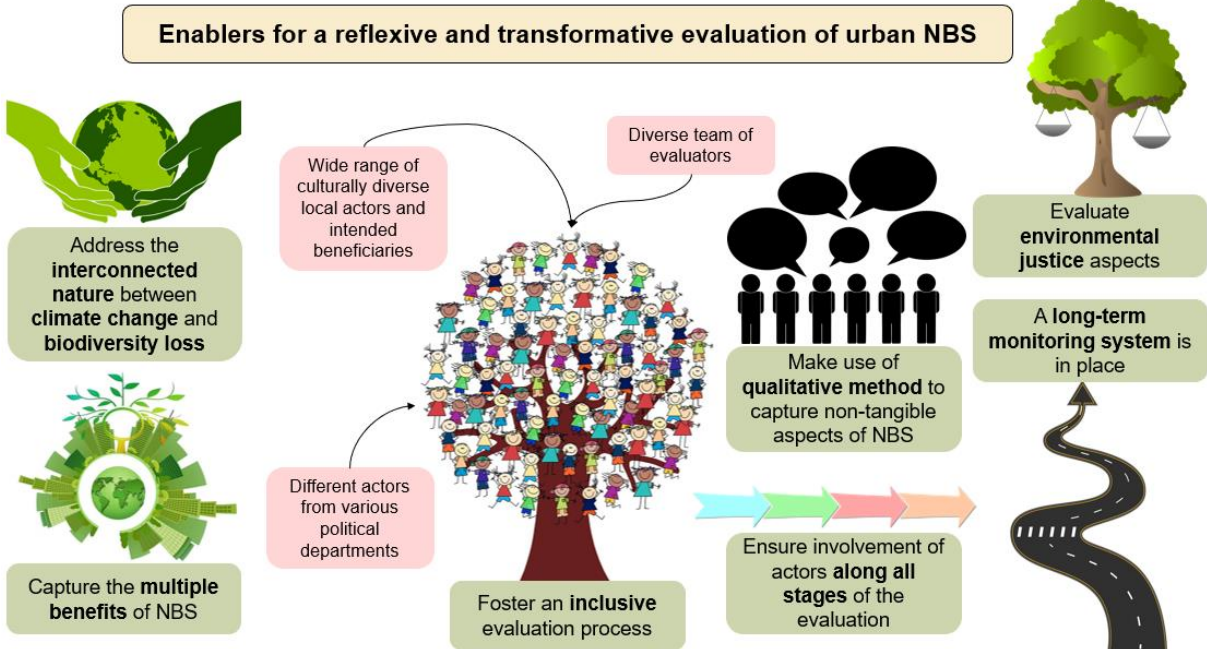 Enablers for a reflexive and transformative evaluation of urban NBS
Address the
interconnected
nature between
climate change and
biodiversity loss
Capture the multiple
benefits of NBS
Wide range of
culturally diverse
local actors and
intended
beneficiaries
Diverse team of
evaluators
Different actors
from various
political
departments
Foster an inclusive
evaluation process
Make use of
qualitative method to
capture non-tangible
aspects of NBS
Ensure involvement of
actors along all
stages of the
evaluation
Evaluate
environmental
justice aspects
A long-term
monitoring system is
in place